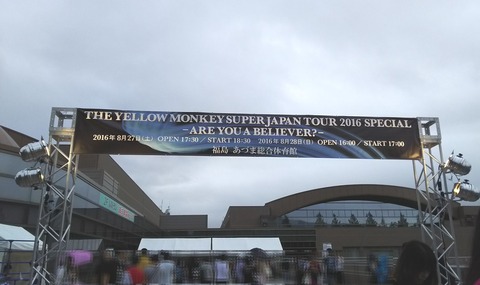 THE YELLOW MONKEY SUPER JAPAN TOUR 2016 SPECIAL
-ARE YOU A BELIEVER?-
2016年8月27日(土) OPEN 17:30 / START 18:30 2016年8月28日(日) OPEN 16:00 / START 17:00
福島 あづま総合体育館